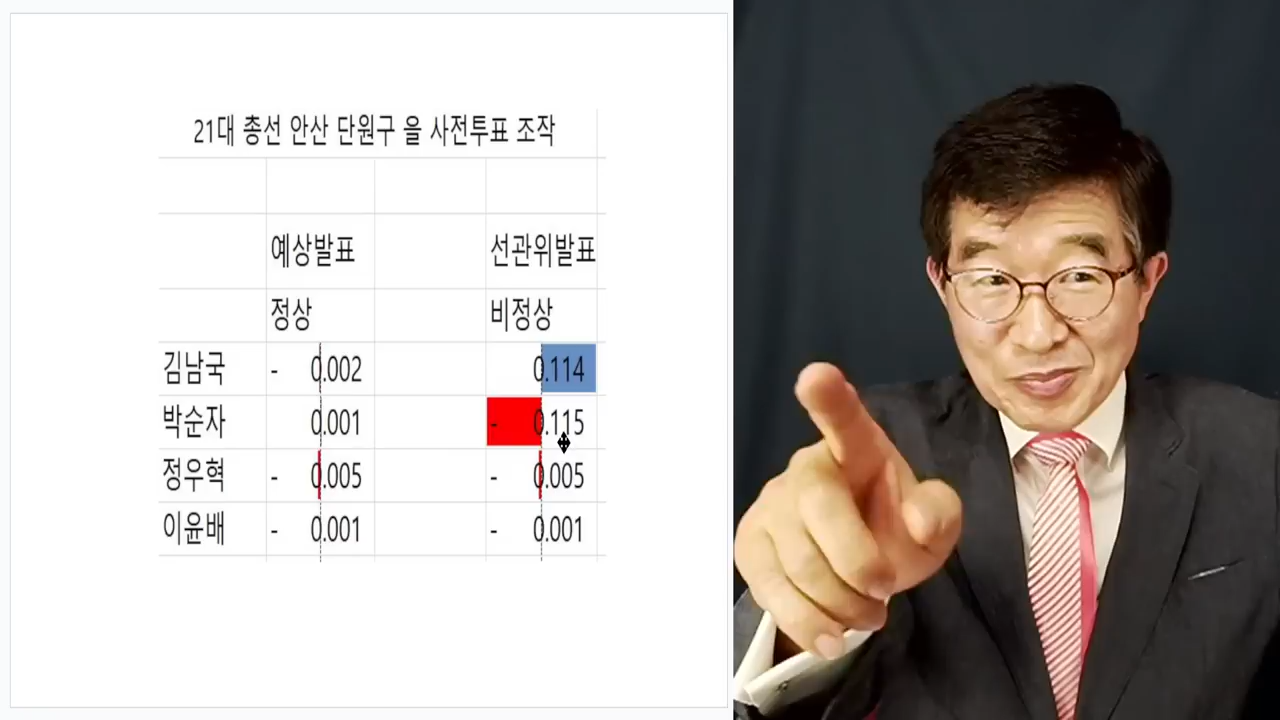 21대 총선 안산 단원구 을 사전투표 조작
예상발표 선관위발표
정상 비정상
김남국 - 0.002 0.114
박순자 0.001 - 0.115
정우혁 - 0.005 - 0.005
이윤배 - 0.001 - 0.001